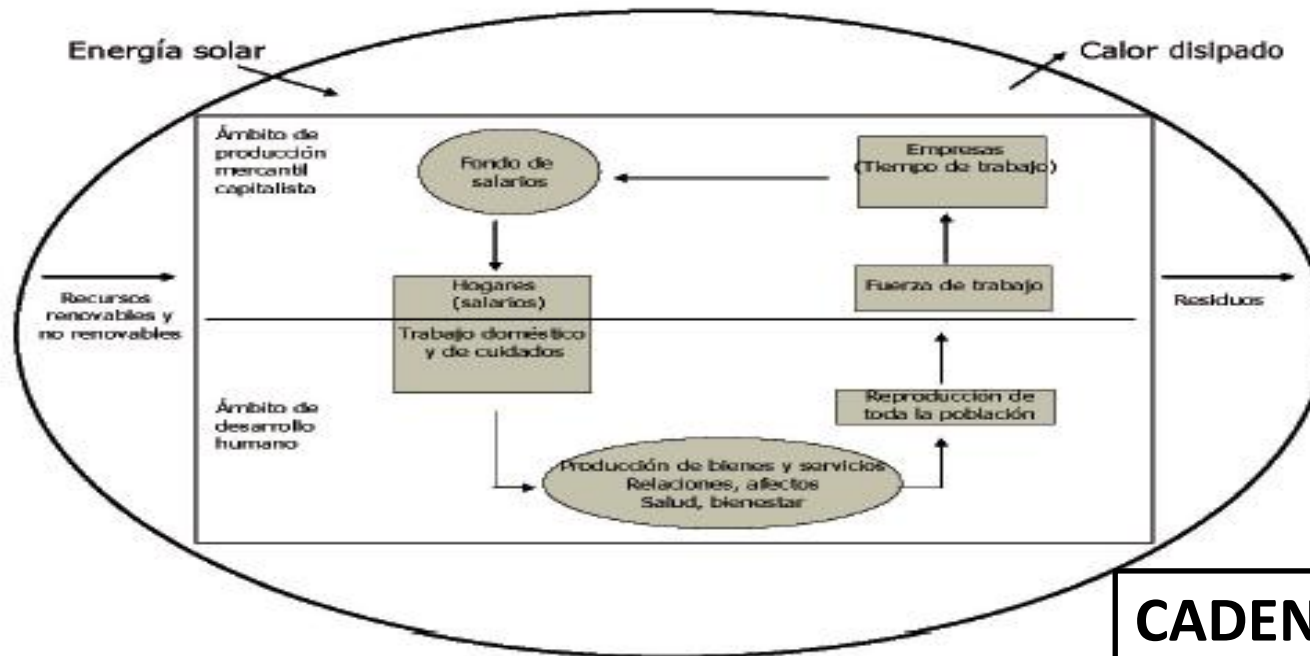 Energía solar
Calor disipado
Ámbito de
producción
mercantil
capitalista
Fondo de
salarios
Empresas
(Tiempo de trabajo)
Hogares
(salarios)
Fuerza de trabajo
Recursos
renovables y
no renovables
Residuos
Trabajo doméstico
y de cuidados
Ámbito de
desarrollo
humano
Reproducción de
toda la población
Producción de bienes y servicios
Relaciones, afectos
Salud, bienestar
CADEN